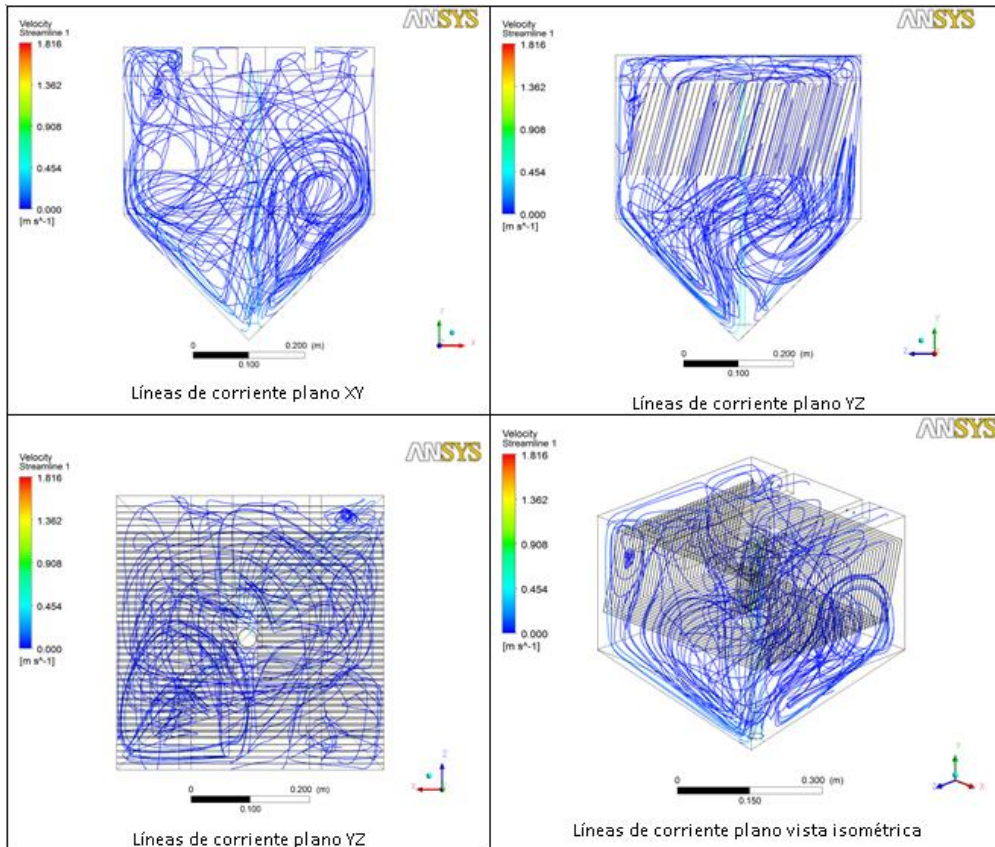 ANSYS
Velocity
Streamline 1
1.816
1.362
0.908
0.454
0.000
[m s^-1]
Y
X
0
0.200 (m)
0.100
Líneas de corriente plano XY
ANSYS
Velocity
Streamline 1
1.816
1.362
0.908
0.454
0.000
[m s^-1]
Y
Z
0
0.200 (m)
0.100
Líneas de corriente plano YZ
ANSYS
Velocity
Streamline 1
1.816
1.362
0.908
0.454
0.000
[m s^-1]
Z
X
0
0.200 (m)
0.100
Líneas de corriente plano YZ
ANSYS
Velocity
Streamline 1
1.816
1.362
0.908
0.454
0.000
[m s^-1]
Y
Z
X
0
0.300 (m)
0.150
Líneas de corriente plano vista isométrica